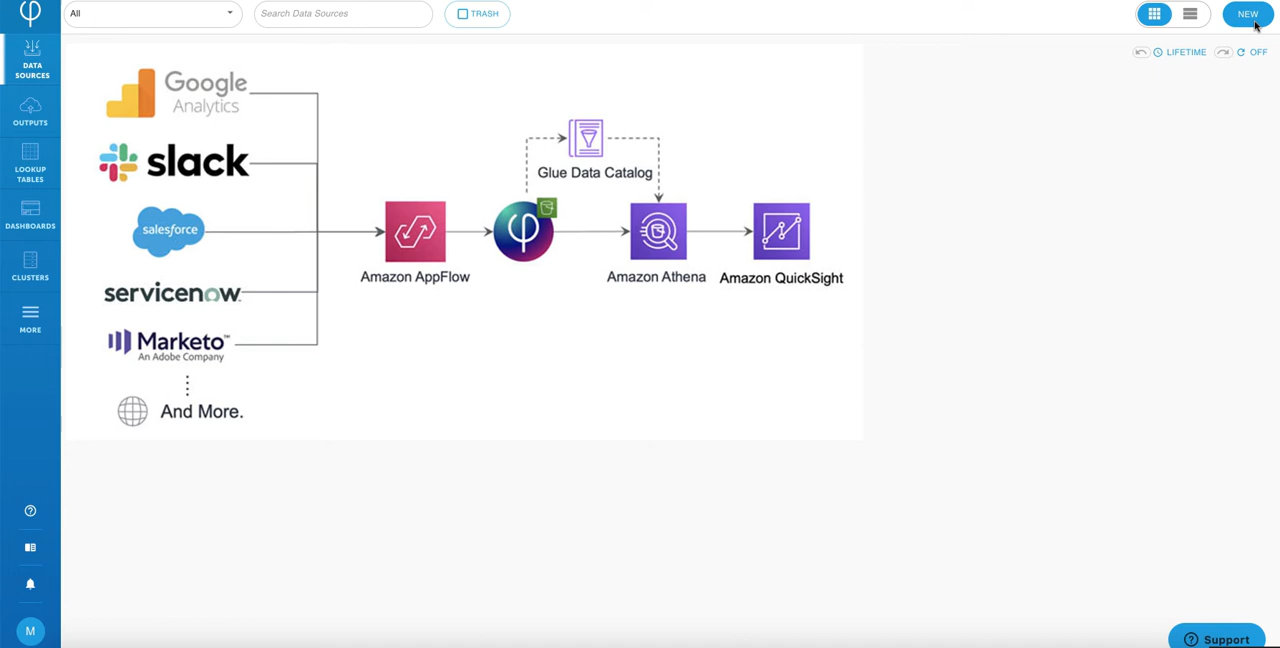 All
Search Data Sources
TRASH
NEW
DATA
SOURCES
OUTPUTS
LOOKUP
TABLES
DASHBOARDS
CLUSTERS
MORE
M
LIFETIME
OFF
Google
Analytics
slack
salesforce
servicenow
Marketo™
An Adobe Company
And More.
Amazon AppFlow
Glue Data Catalog
Amazon Athena
Amazon QuickSight
Support